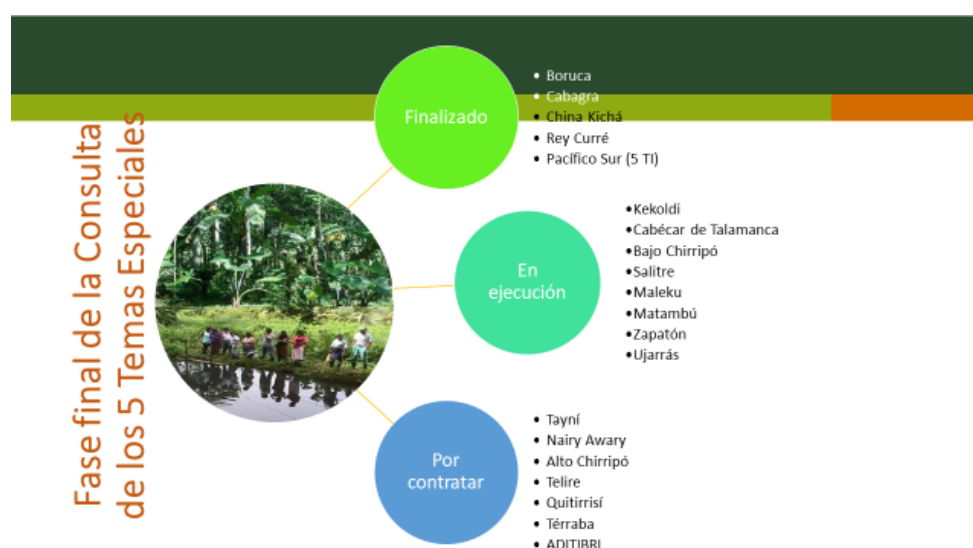 Fase final de la Consulta
de los 5 Temas Especiales
Finalizado
• Boruca
• Cabagra
• China Kichá
• Rey Curré
• Pacífico Sur (5 TI)
En
ejecución
•Kekoldi
•Cabécar de Talamanca
•Bajo Chirripó
•Salitre
•Maleku
•Matambú
•Zapatón
•Ujarrás
Por
contratar
• Tayní
• Nairy Awary
• Alto Chirripó
• Telire
• Quitirrisí
• Térraba
• ADITIBRI